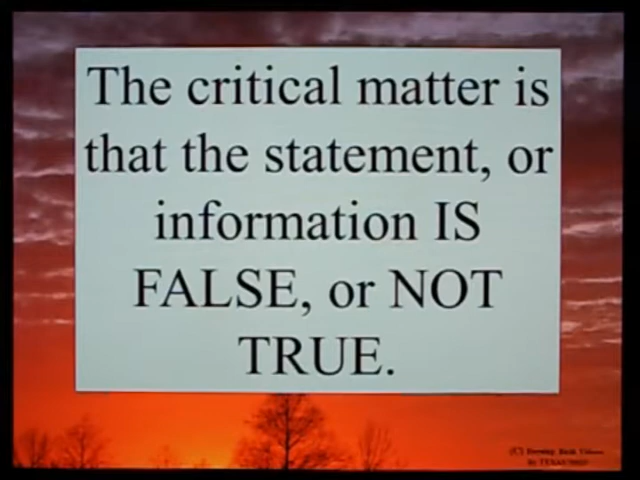 The critical matter is
that the statement, or
information IS
FALSE, or NOT
TRUE.
(C)